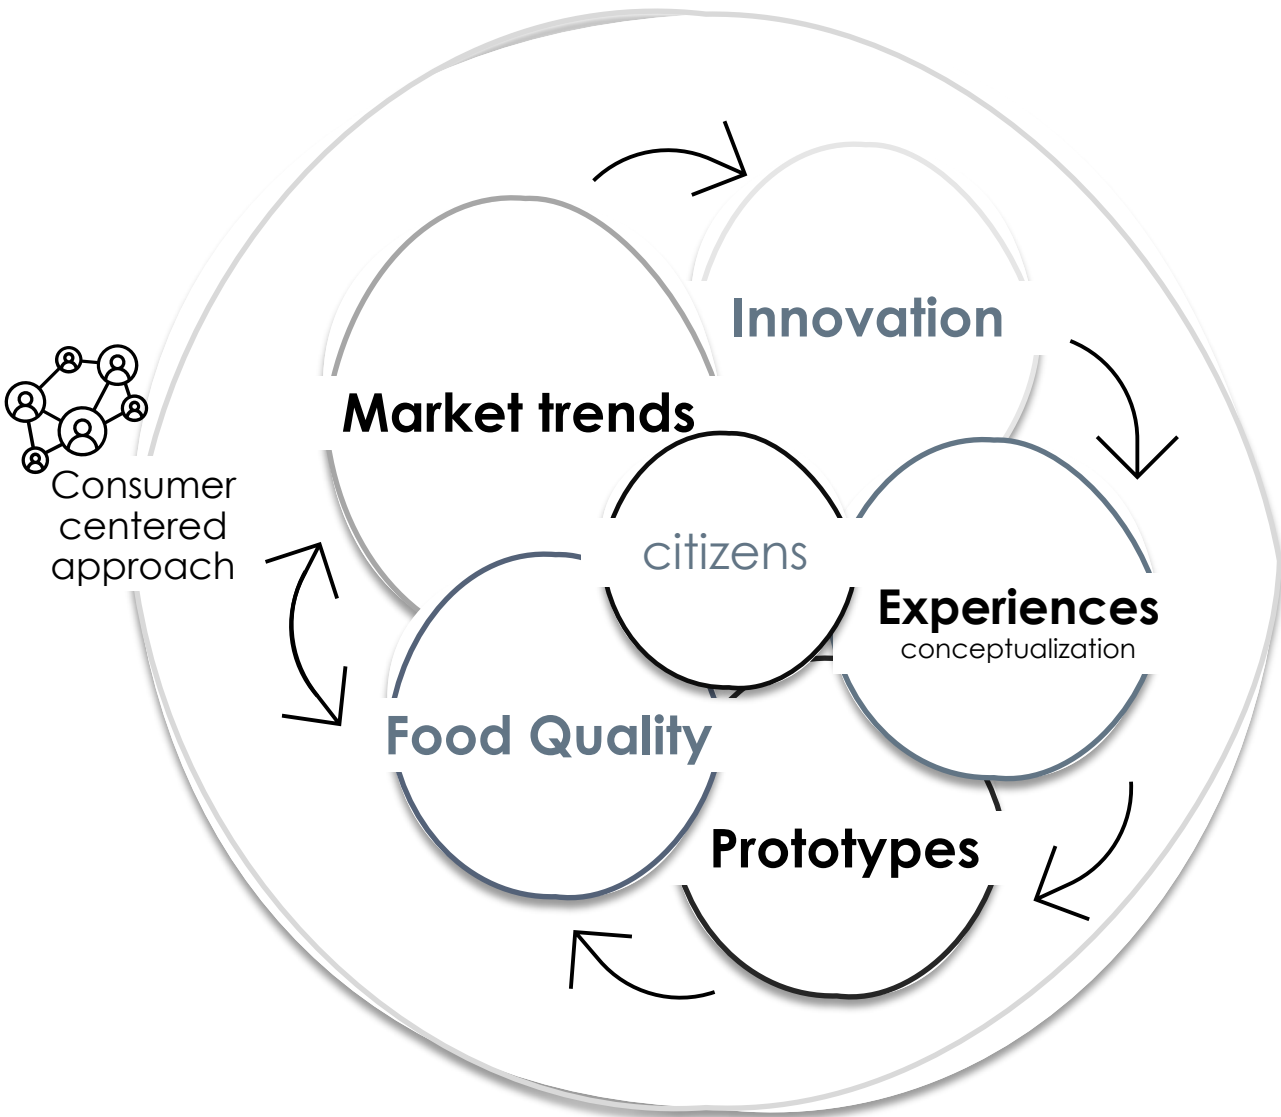 Innovation
Market trends
Consumer
centered
approach
citizens
Experiences
conceptualization
Food Quality
Prototypes